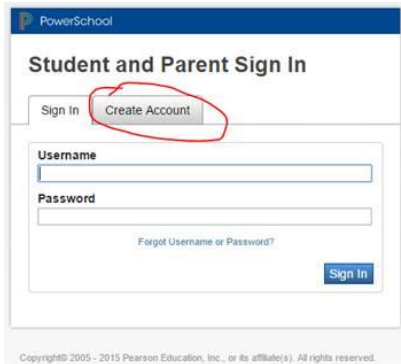 PowerSchool
Student and Parent Sign In
Sign In Create Account
Username
Password
Forgot Username or Password?
Sign In
Copyright© 2005 - 2015 Pearson Education, Inc., or its affiliate(s). All rights reserved.